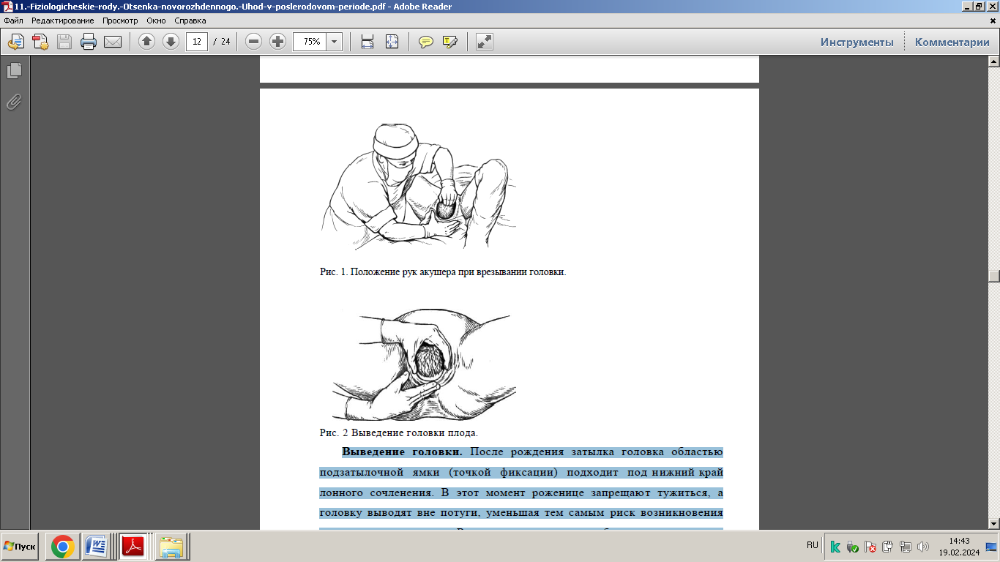 11.-Fiziologicheskie-rody.-Otsenka-novorozhdennogo.-Uhod-v-poslerodovom-periode.pdf - Adobe Reader
Файл Редактирование Просмотр Окно Справка
12 / 24 75% Инструменты Комментарии
Рис. 1. Положение рук акушера при врезывании головки.
Рис. 2 Выведение головки плода.
Выведение головки. После рождения затылка головка областью
подзатылочной ямки (точкой фиксации) подходит под нижний край
лонного сочленения. В этот момент роженице запрещают тужиться, а
головку выводят вне потуги, уменьшая тем самым риск возникновения
Пуск
RU
14:43
19.02.2024